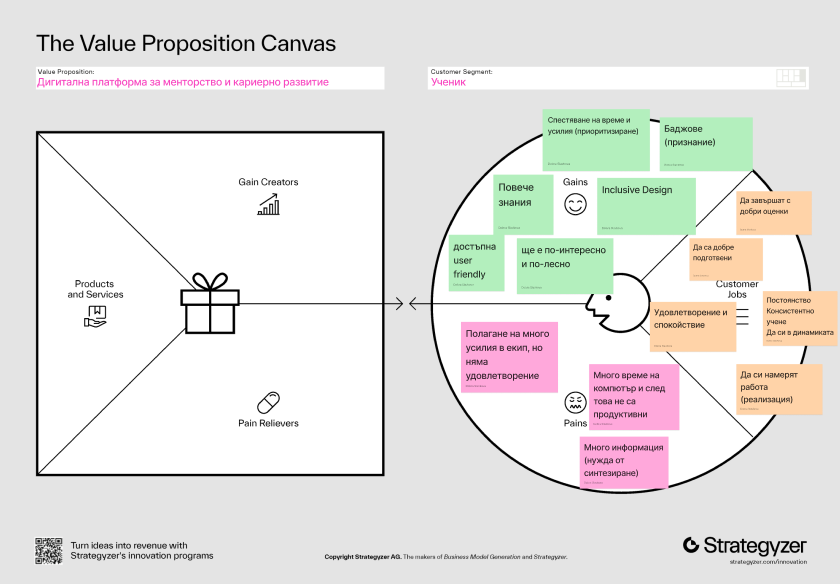 The Value Proposition Canvas
Value Proposition:
Дигитална платформа за менторство и кариерно развитие
Customer Segment:
Ученик
Gain Creators
Products
and Services
Pain Relievers
Спестяване на време и
усилия (приоритизиране)
Баджове
(признание)
Повече
знания
Gains
Inclusive Design
достъпна
user
friendly
ще е по-интересно
и по-лесно
Да завършат с
добри оценки
Да са добре
подготвени
Customer
Jobs
Удовлетворение и
спокойствие
Постоянство
Консистентно
учене
Да си в динамиката
Да си намерят
работа
(реализация)
Полагане на много
усилия в екип, но
няма
удовлетворение
Много време на
компютър и след
това не са
продуктивни
Pains
Много информация
(нужда от
синтезиране)
Turn ideas into revenue with
Strategyzer's innovation programs
Copyright Strategyzer AG. The makers of Business Model Generation and Strategyzer.
Strategyzer
strategyzer.com/innovation